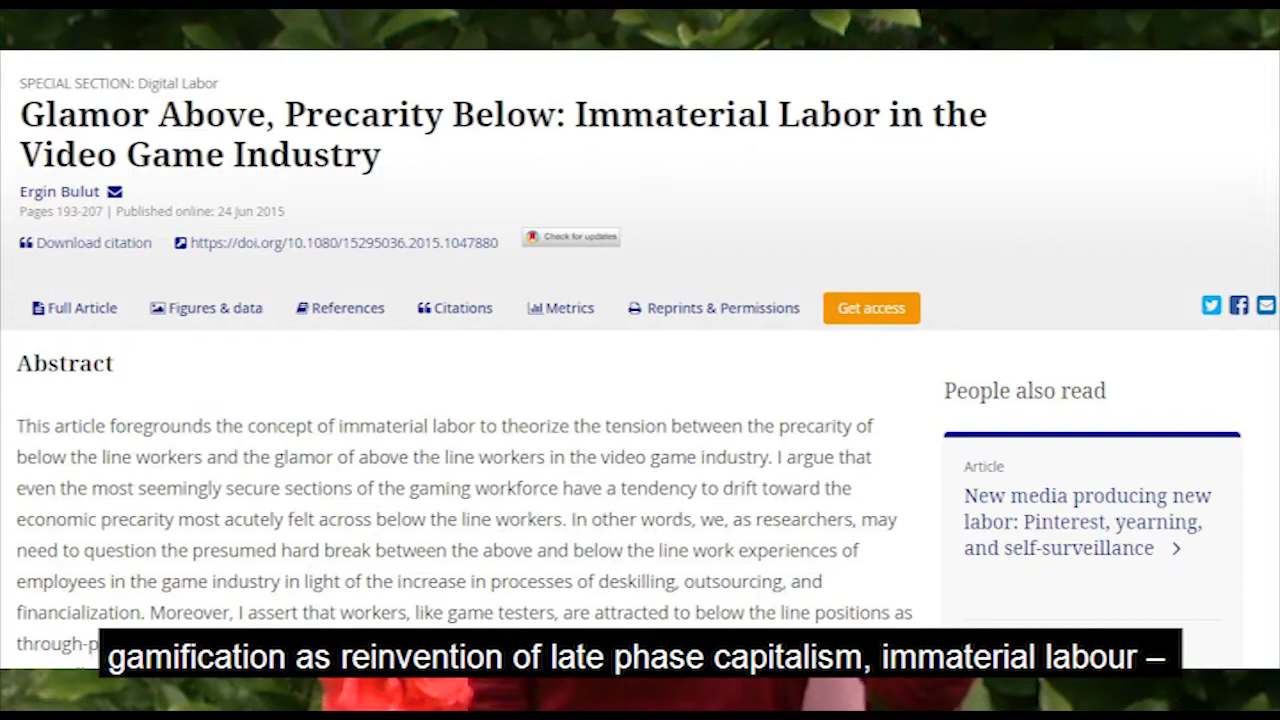 SPECIAL SECTION: Digital Labor
Glamor Above, Precarity Below: Immaterial Labor in the
Video Game Industry
Ergin Bulut
Pages 193-207 | Published online: 24 Jun 2015
Download citation https://doi.org/10.1080/15295036.2015.1047880 Check for updates
Full Article Figures & data References Citations Metrics Reprints & Permissions Get access
Abstract
This article foregrounds the concept of immaterial labor to theorize the tension between the precarity of
below the line workers and the glamor of above the line workers in the video game industry. I argue that
even the most seemingly secure sections of the gaming workforce have a tendency to drift toward the
economic precarity most acutely felt across below the line workers. In other words, we, as researchers, may
need to question the presumed hard break between the above and below the line work experiences of
employees in the game industry in light of the increase in processes of deskilling, outsourcing, and
financialization. Moreover, I assert that workers, like game testers, are attracted to below the line positions as
through-p
People also read
Article
New media producing new
labor: Pinterest, yearning,
and self-surveillance
gamification as reinvention of late phase capitalism, immaterial labour –